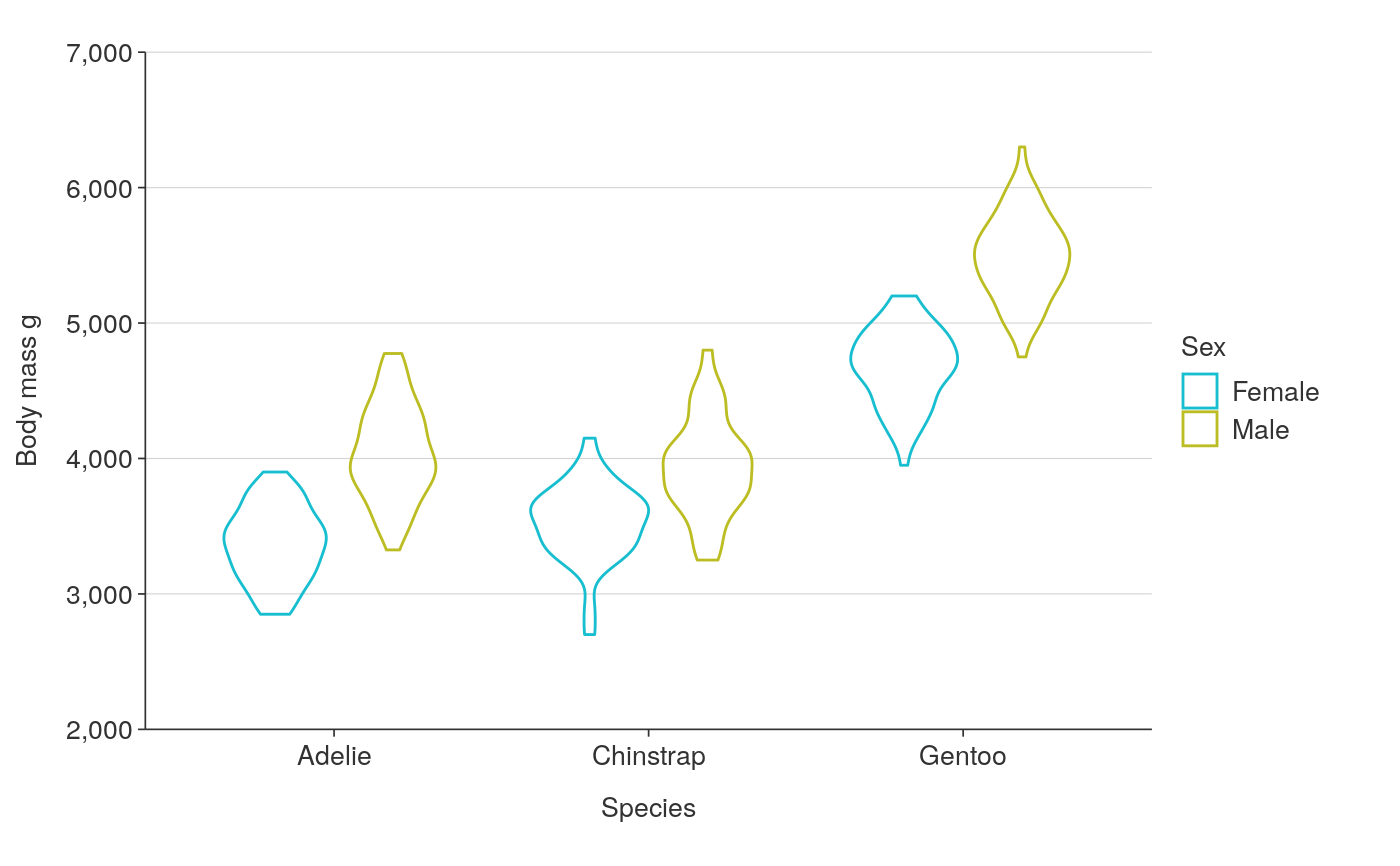 7,000
6,000
5,000
4,000
3,000
2,000
Body mass g
Adelie
Chinstrap
Gentoo
Species
Sex
Female
Male